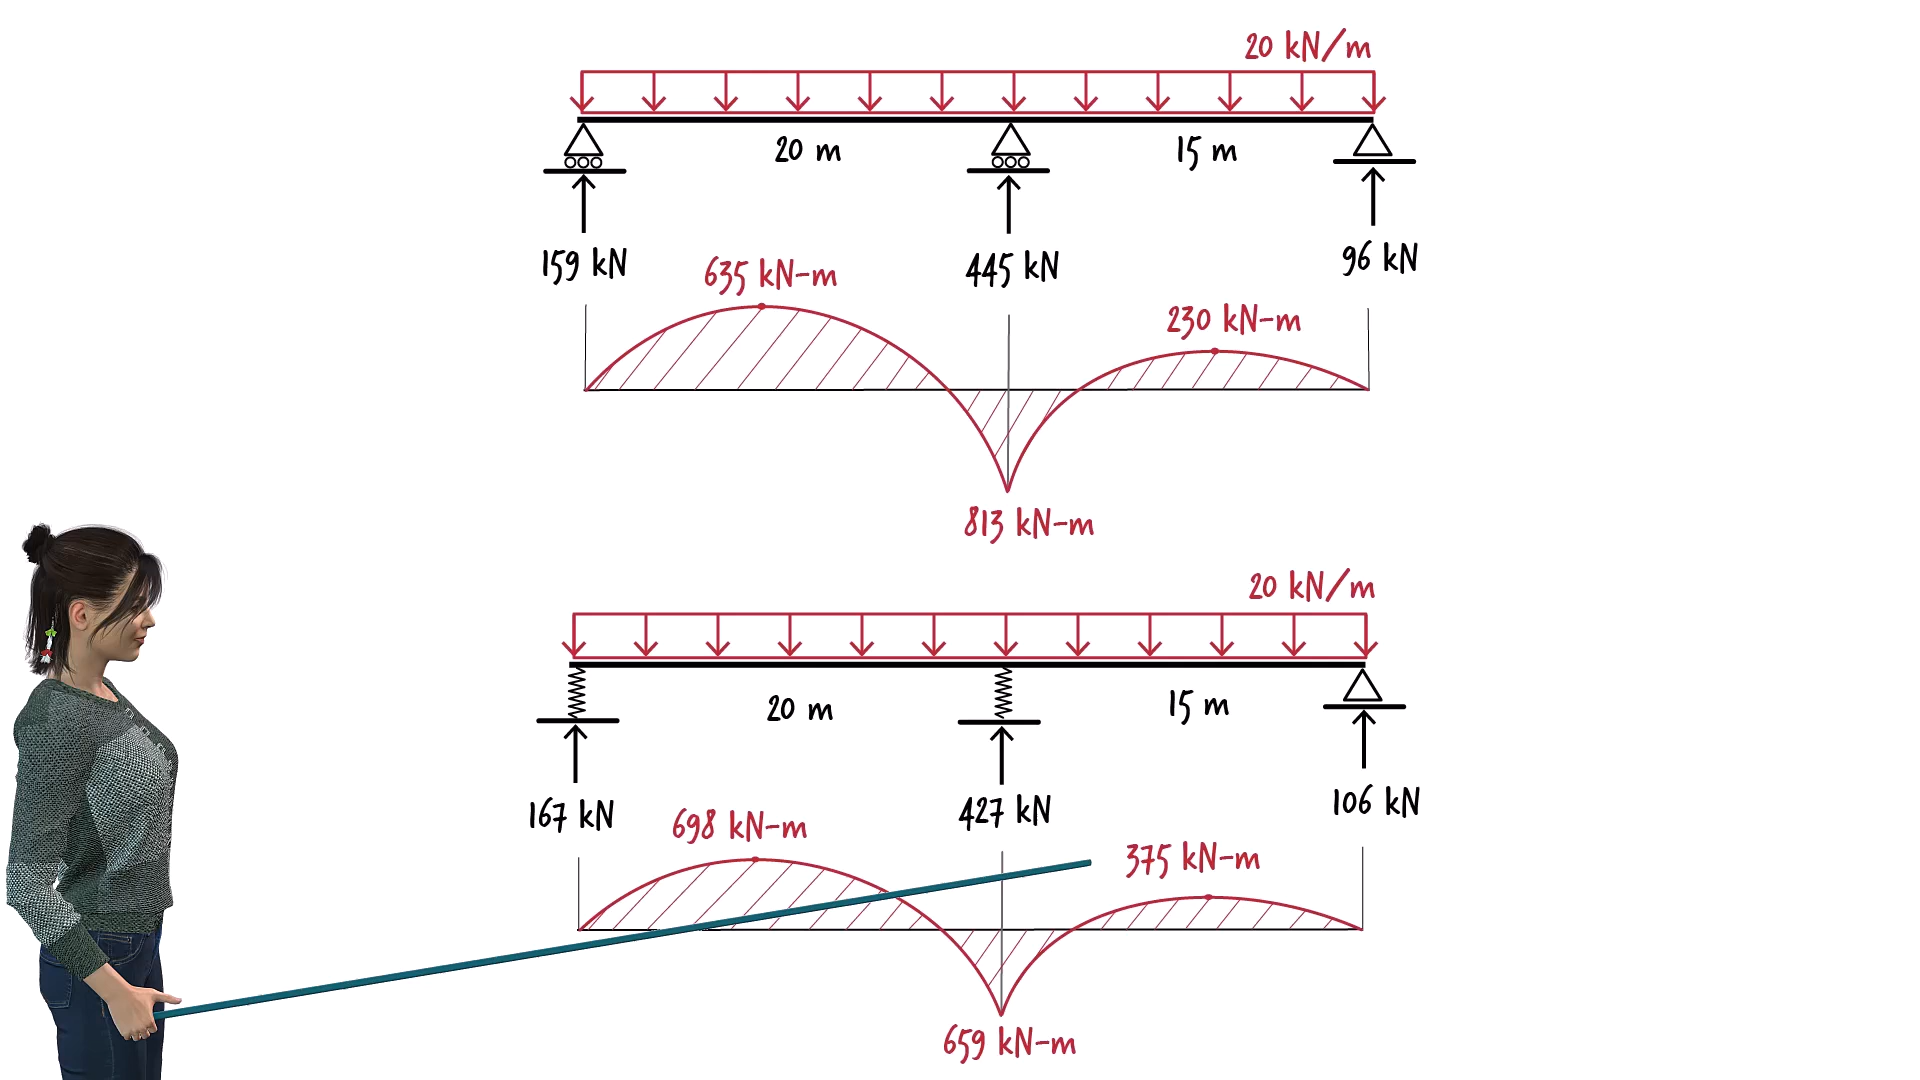 20 kN/m
20 m
15 m
159 kN
445 kN
96 kN
635 kN-m
230 kN-m
813 kN-m
20 kN/m
20 m
15 m
167 kN
427 kN
106 kN
698 kN-m
375 kN-m
659 kN-m